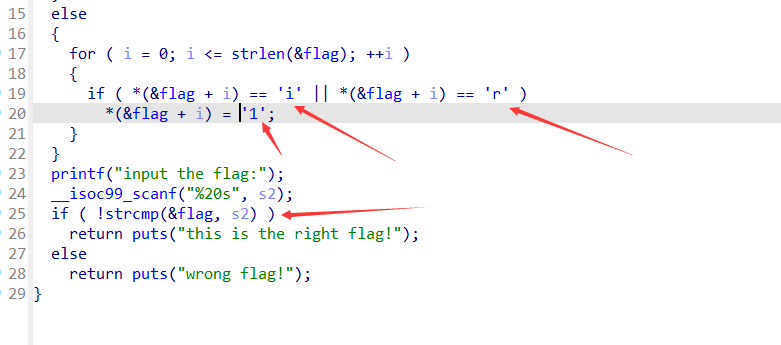 15 else
16 {
17 for ( i = 0; i <= strlen(&flag); ++i )
18 {
19 if ( *(&flag + i) == 'i' || *(&flag + i) == 'r' )
20 *(&flag + i) = '1';
21 }
22 }
23 printf("input the flag:");
24 __isoc99_scanf("%20s", s2);
25 if ( !strcmp(&flag, s2) )
26 return puts("this is the right flag!");
27 else
28 return puts("wrong flag!");
29 }